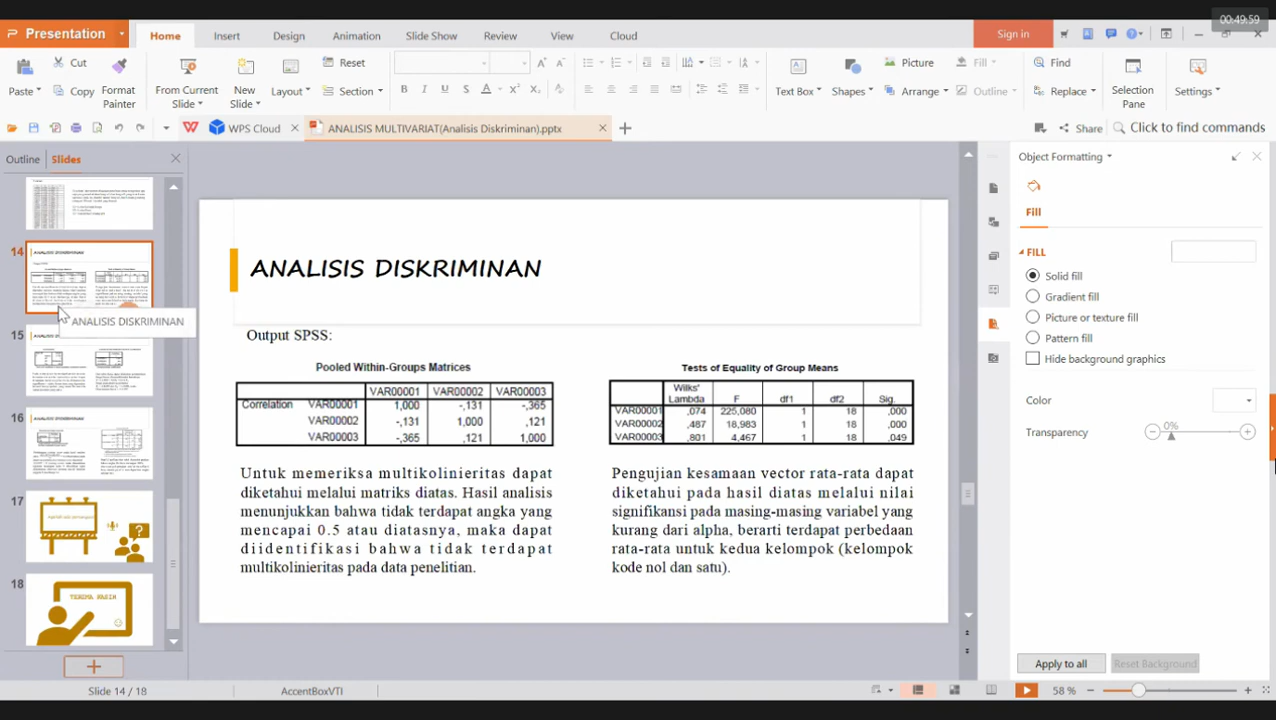 00:49:59
Presentation
Home
Insert
Design
Animation
Slide Show
Review
View
Cloud
Sign in
Paste
Cut
Copy
Format
Painter
From Current
Slide
New
Slide
Layout
Reset
Section
B I U S A X² X₂
Text Box
Shapes
Picture
Arrange
Fill
Outline
Find
Replace
Selection
Pane
Settings
WPS Cloud
ANALISIS MULTIVARIAT(Analisis Diskriminan).pptx
Share
Click to find commands
Outline
Slides
14
ANALISIS DISKRIMINAN
ANALISIS DISKRIMINAN
15
16
17
18
TERIMA KASIH
ANALISIS DISKRIMINAN
Output SPSS:
Pooled Within-Groups Matrices
VAR00001 VAR00002 VAR00003
Correlation VAR00001 1,000 -,131 -,365
VAR00002 -,131 1,000 ,121
VAR00003 -,365 ,121 1,000
Untuk memeriksa multikolinieritas dapat
diketahui melalui matriks diatas. Hasil analisis
menunjukkan bahwa tidak terdapat angka yang
mencapai 0.5 atau diatasnya, maka dapat
diidentifikasi bahwa tidak terdapat
multikolinieritas pada data penelitian.
Tests of Equality of Group Means
Wilks'
Lambda F df1 df2 Sig.
VAR00001 ,074 225,080 1 18 ,000
VAR00002 ,487 18,983 1 18 ,000
VAR00003 ,801 4,467 1 18 ,049
Pengujian kesamaan vector rata-rata dapat
diketahui pada hasil diatas melalui nilai
signifikansi pada masing-masing variabel yang
kurang dari alpha, berarti terdapat perbedaan
rata-rata untuk kedua kelompok (kelompok
kode nol dan satu).
Object Formatting
Fill
FILL
Solid fill
Gradient fill
Picture or texture fill
Pattern fill
Hide background graphics
Color
Transparency
0%
Apply to all
Reset Background
Slide 14 / 18
AccentBoxVTI
58 %